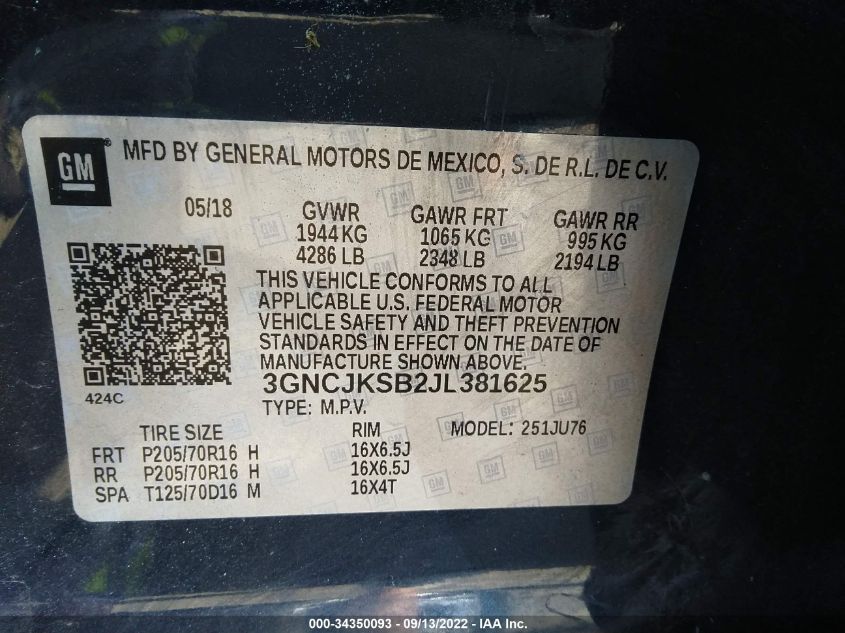 GM ® MFD BY GENERAL MOTORS DE MEXICO, S. DE R.L. DE C.V.
05/18 GVWR GAWR FRT GAWR RR
1944 KG 1065 KG 995 KG
4286 LB 2348 LB 2194 LB
THIS VEHICLE CONFORMS TO ALL
APPLICABLE U.S. FEDERAL MOTOR
VEHICLE SAFETY AND THEFT PREVENTION
STANDARDS IN EFFECT ON THE DATE OF
MANUFACTURE SHOWN ABOVE.
424C
3GNCJKSB2JL381625
TYPE: M.P.V.
TIRE SIZE RIM MODEL: 251JU76
FRT P205/70R16 H 16X6.5J
RR P205/70R16 H 16X6.5J
SPA T125/70D16 M 16X4T
000-34350093 - 09/13/2022 - IAA Inc.